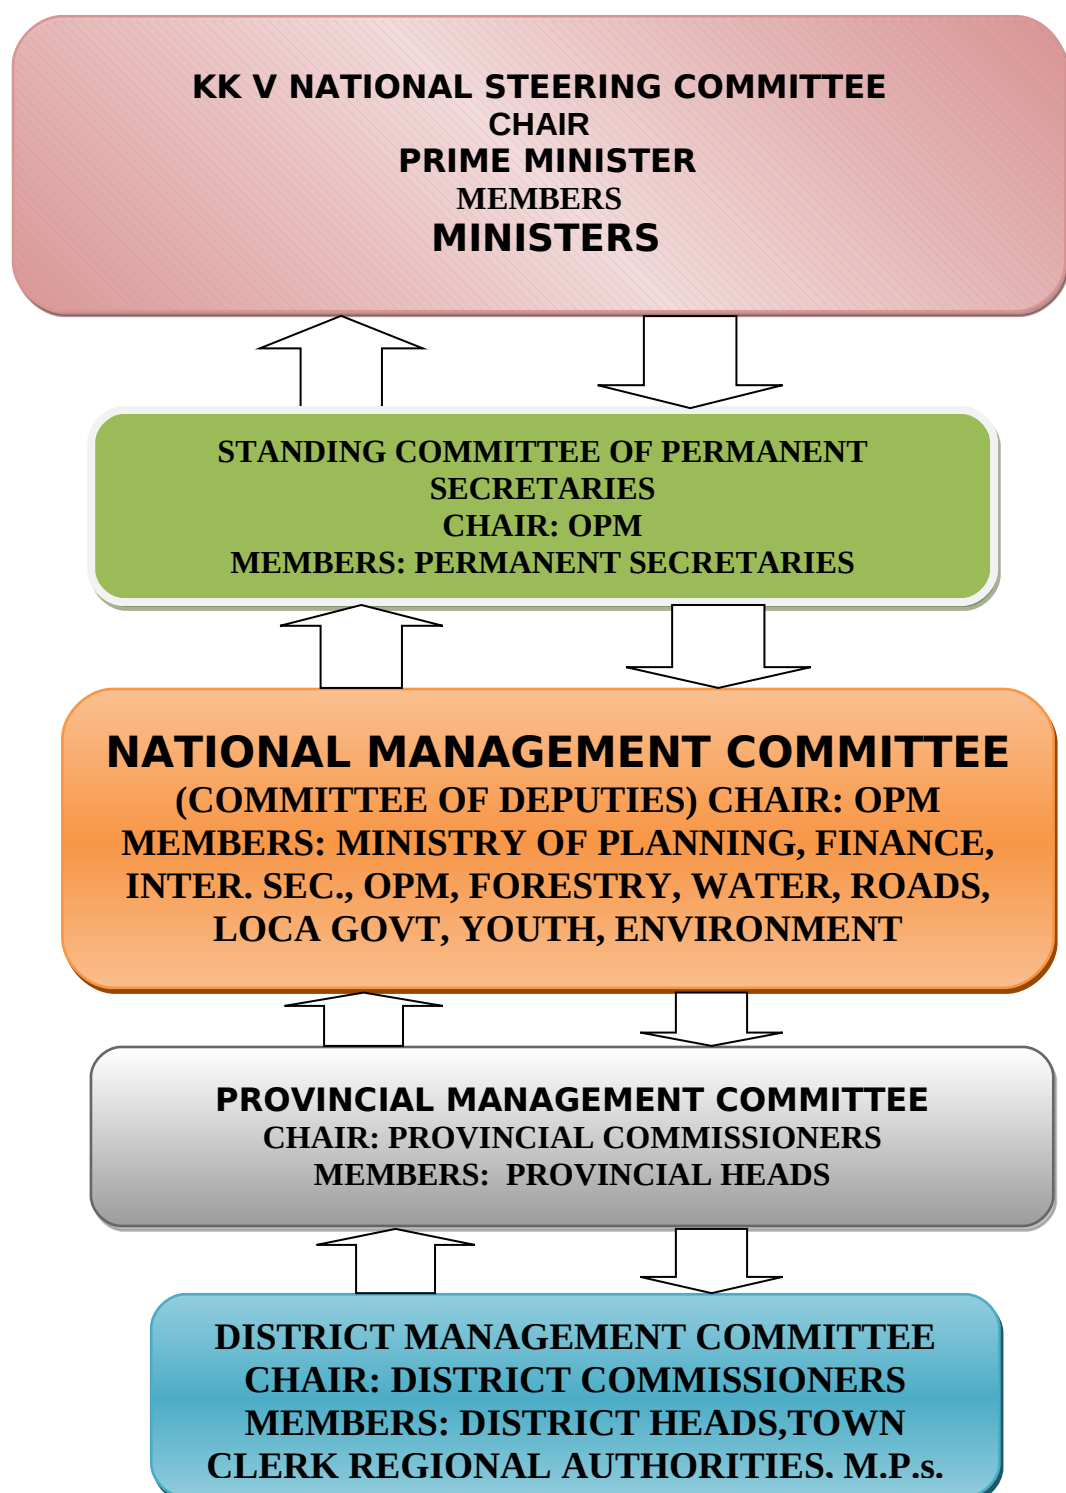 KK V NATIONAL STEERING COMMITTEE
CHAIR
PRIME MINISTER
MEMBERS
MINISTERS
STANDING COMMITTEE OF PERMANENT
SECRETARIES
CHAIR: OPM
MEMBERS: PERMANENT SECRETARIES
NATIONAL MANAGEMENT COMMITTEE
(COMMITTEE OF DEPUTIES) CHAIR: OPM
MEMBERS: MINISTRY OF PLANNING, FINANCE,
INTER. SEC., OPM, FORESTRY, WATER, ROADS,
LOCA GOVT, YOUTH, ENVIRONMENT
PROVINCIAL MANAGEMENT COMMITTEE
CHAIR: PROVINCIAL COMMISSIONERS
MEMBERS:  PROVINCIAL HEADS
DISTRICT MANAGEMENT COMMITTEE
CHAIR: DISTRICT COMMISSIONERS
MEMBERS: DISTRICT HEADS,TOWN
CLERK REGIONAL AUTHORITIES, M.P.s.